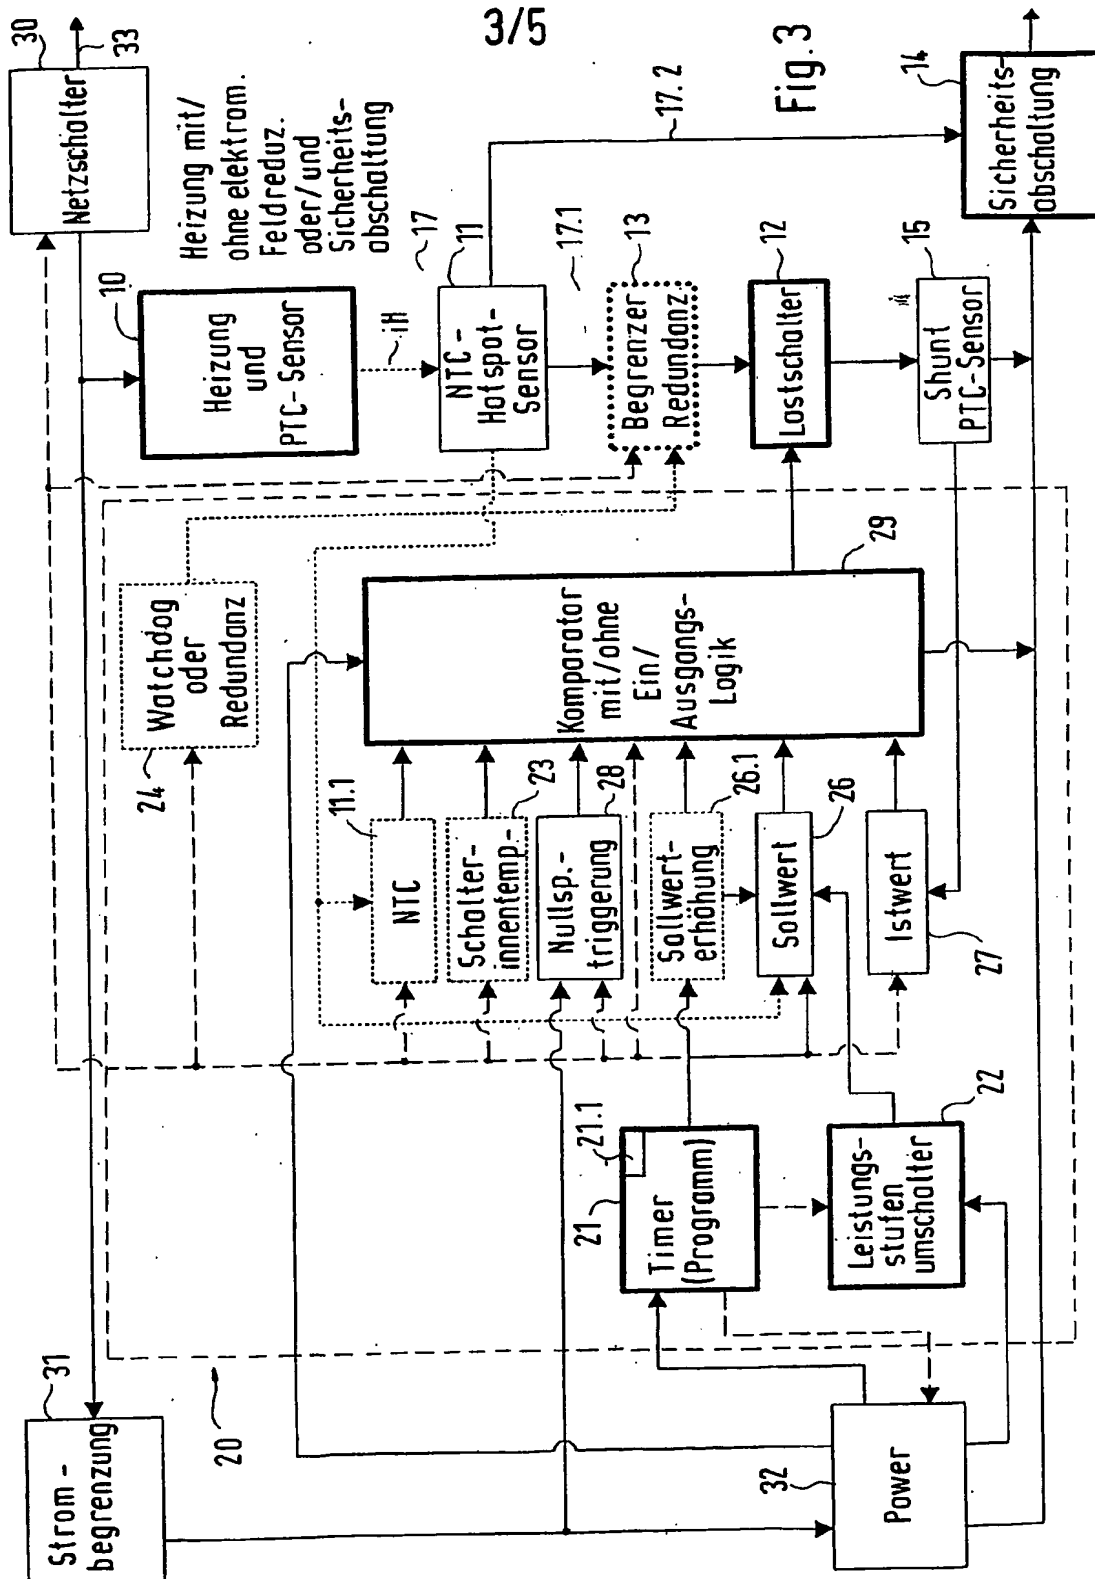 3/5
Fig. 3
Strom-
begrenzung
31
Netzschalter
30
33
20
Heizung mit/
ohne elektrom.
Feldreduz.
oder/und
Sicherheits-
abschaltung
Heizung
und
PTC-Sensor
10
iH
17
NTC-
Hotspot-
Sensor
11
17.1
17.2
Begrenzer
Redundanz
13
Lastschalter
12
Shunt
PTC-Sensor
15
Sicherheits-
abschaltung
14
Watchdog
oder
Redundanz
24
Komparator
mit/ohne
Ein/
Ausgangs-
Logik
29
NTC
11.1
Schalter-
innentemp.
23
Nullsp.-
triggerung
28
Sollwert-
erhöhung
26.1
Sollwert
26
Istwert
27
Timer
(Programm)
21
21.1
Leistungs-
stufen
umschalter
22
Power
32